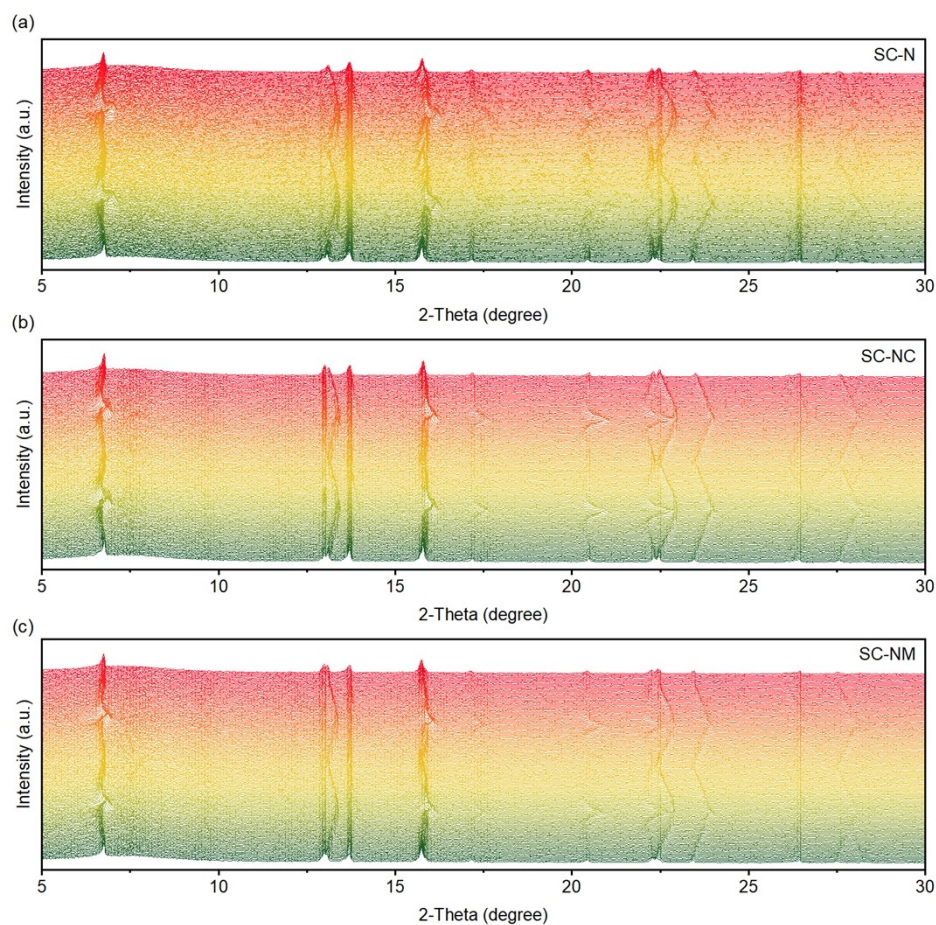 (a)
SC-N
Intensity (a.u.)
5 10 15 20 25 30
2-Theta (degree)
(b)
SC-NC
Intensity (a.u.)
5 10 15 20 25 30
2-Theta (degree)
(c)
SC-NM
Intensity (a.u.)
5 10 15 20 25 30
2-Theta (degree)